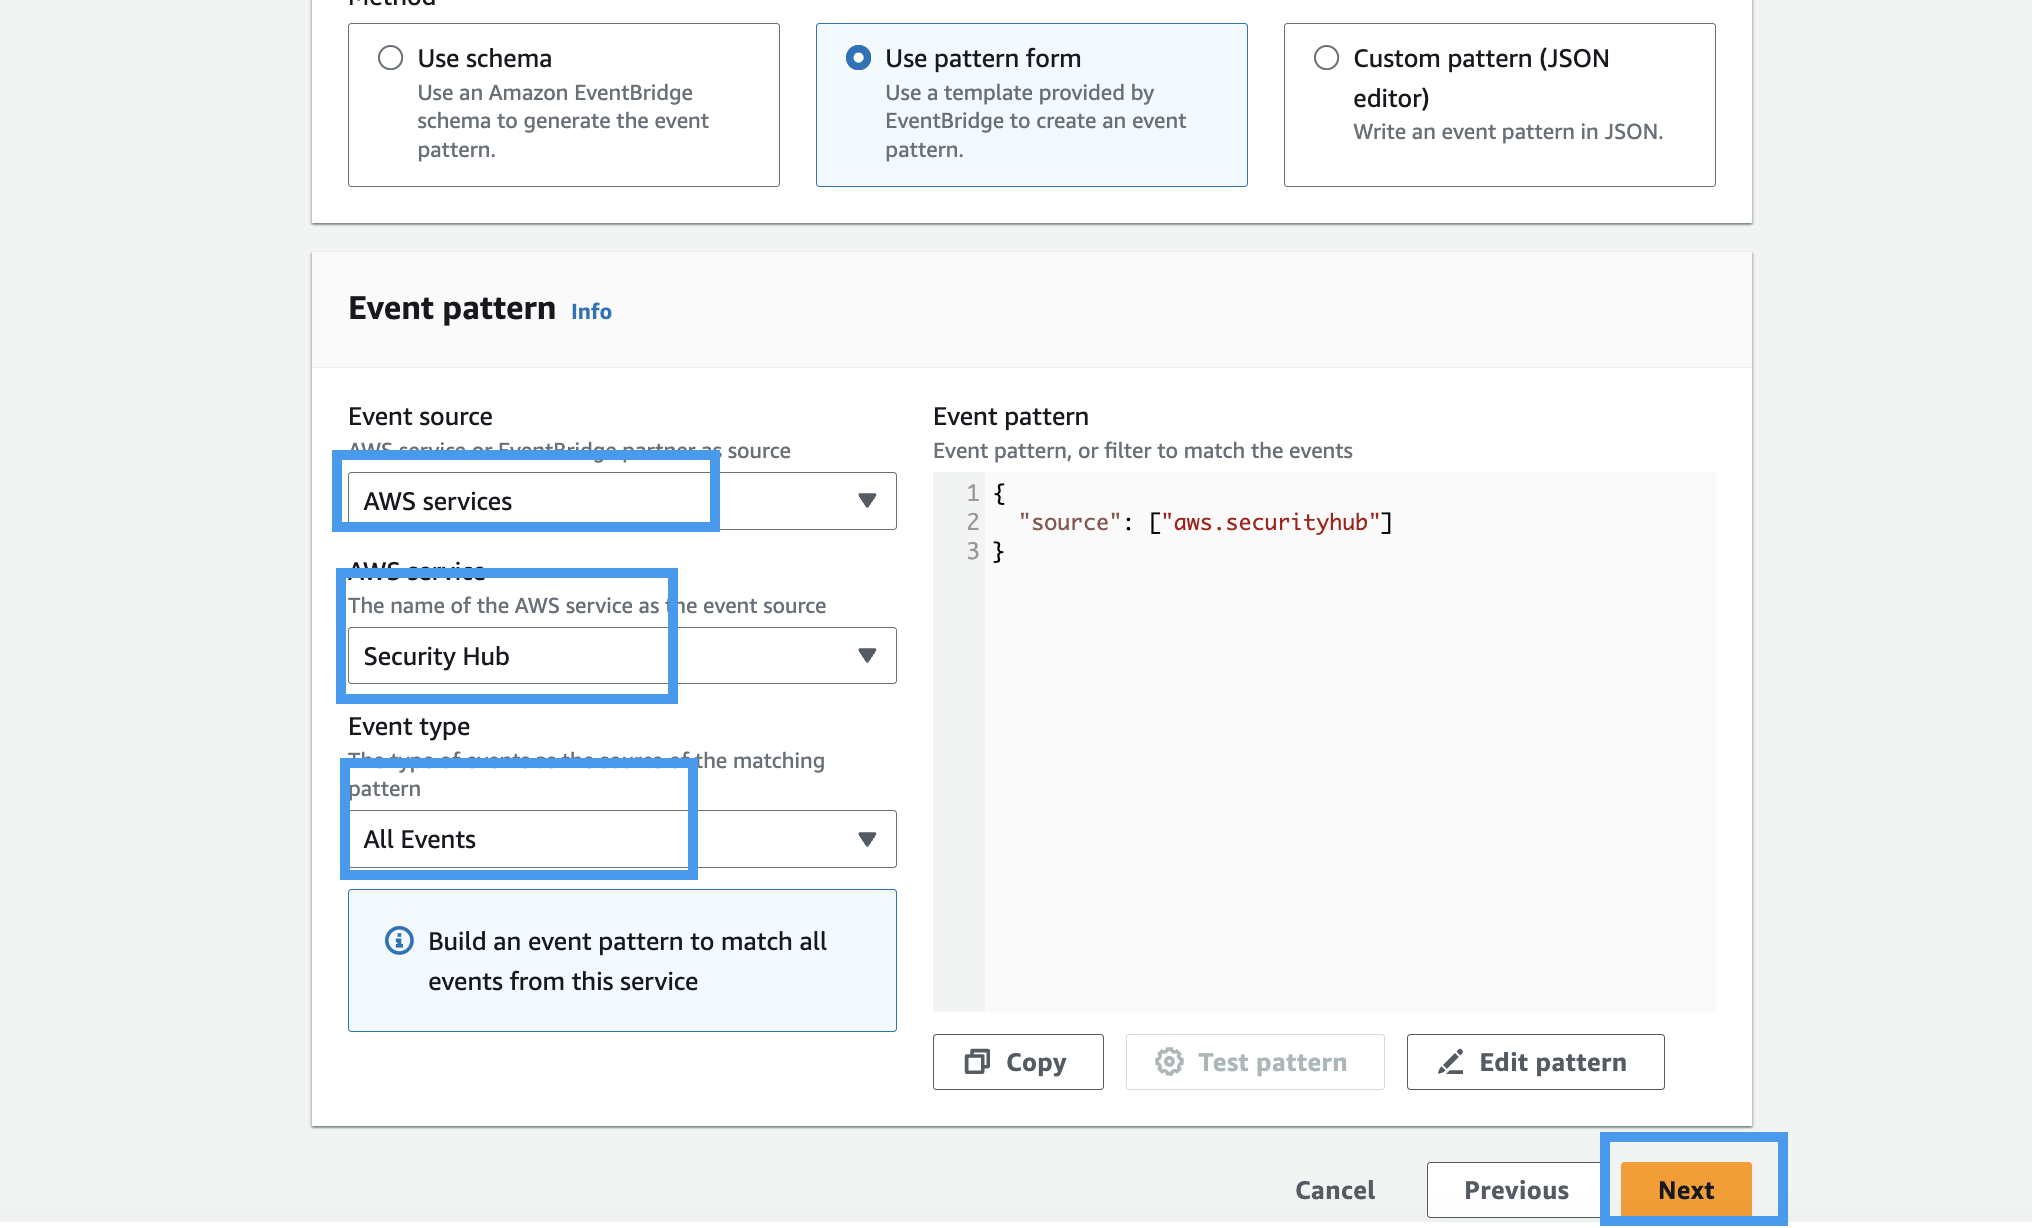 Method
Use schema
Use an Amazon EventBridge
schema to generate the event
pattern.
Use pattern form
Use a template provided by
EventBridge to create an event
pattern.
Custom pattern (JSON
editor)
Write an event pattern in JSON.
Event pattern Info
Event source
AWS service or EventBridge partner as source
AWS services
AWS service
The name of the AWS service as the event source
Security Hub
Event type
The type of events as the source of the matching
pattern
All Events
Build an event pattern to match all
events from this service
Event pattern
Event pattern, or filter to match the events
1 {
2 "source": ["aws.securityhub"]
3 }
Copy
Test pattern
Edit pattern
Cancel
Previous
Next